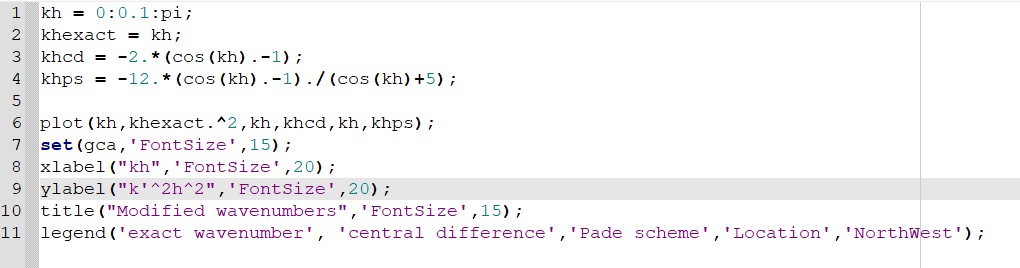 1 kh = 0:0.1:pi;
2 khexact = kh;
3 khcd = -2.*(cos(kh).-1);
4 khps = -12.*(cos(kh).-1)./(cos(kh)+5);
5
6 plot(kh,khexact.^2,kh,khcd,kh,khps);
7 set(gca,'FontSize',15);
8 xlabel("kh",'FontSize',20);
9 ylabel("k'^2h^2",'FontSize',20);
10 title("Modified wavenumbers",'FontSize',15);
11 legend('exact wavenumber', 'central difference','Pade scheme','Location','NorthWest');